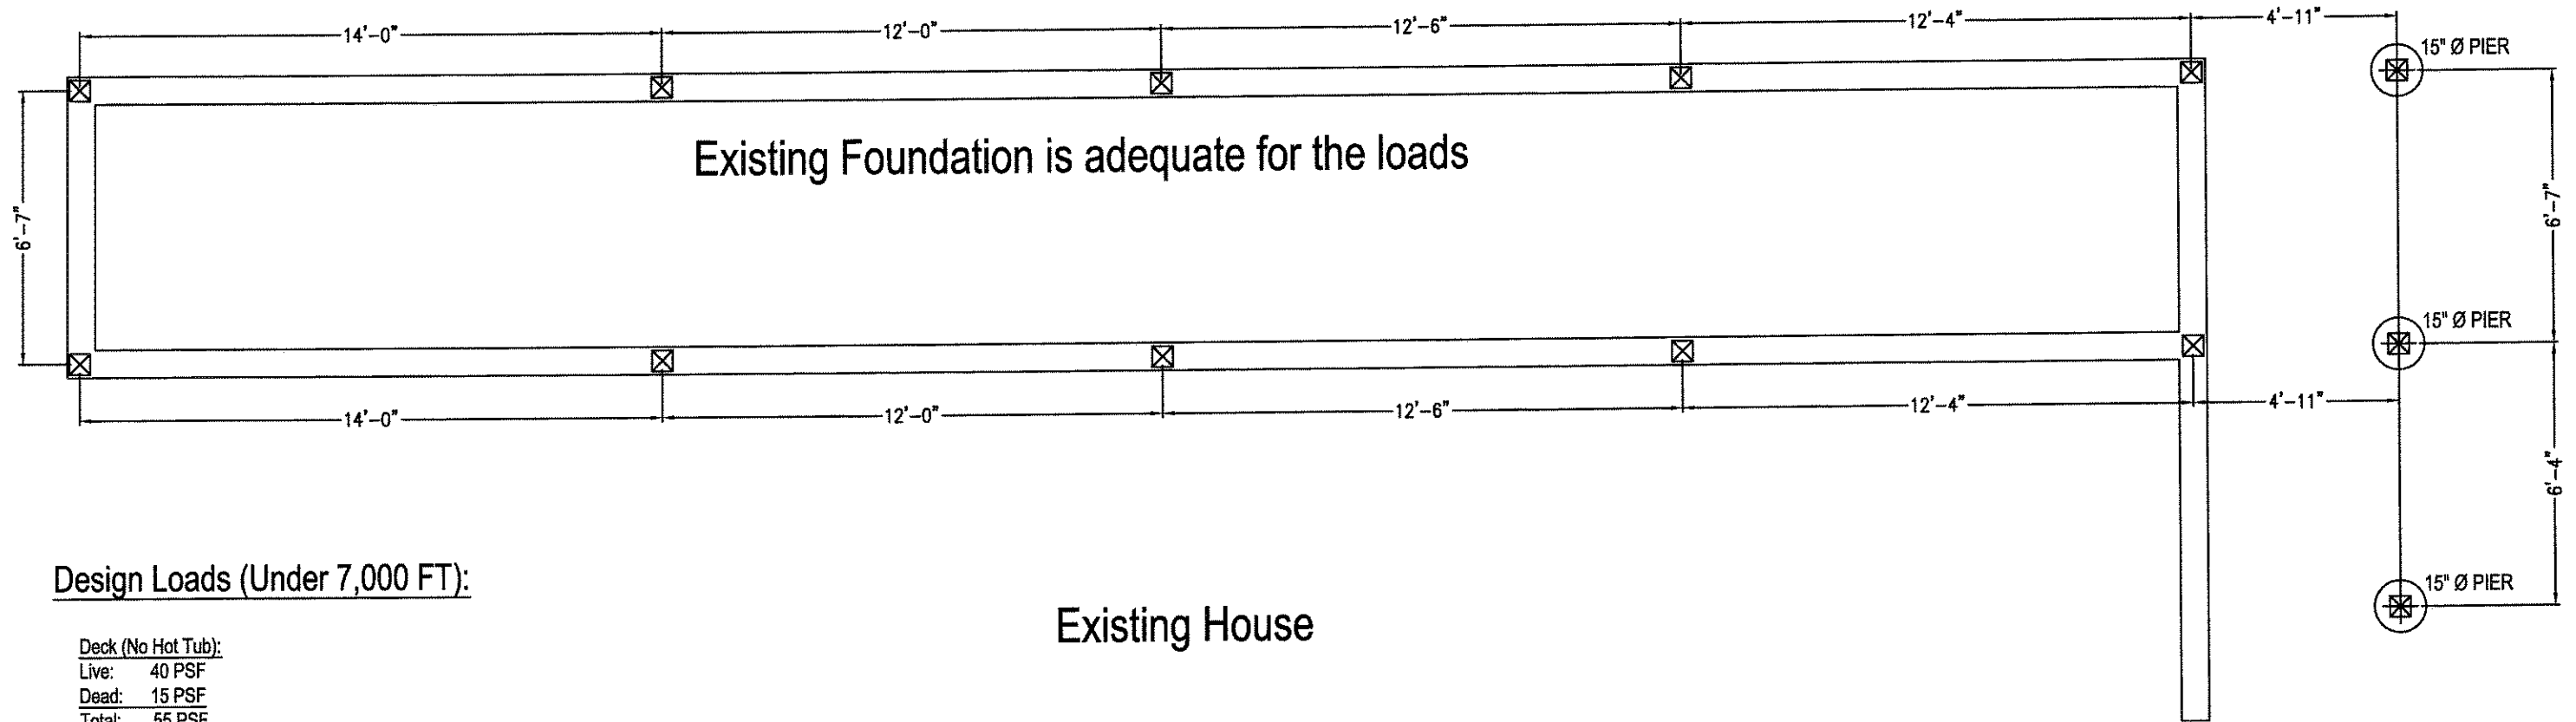 14'-0"
12'-0"
12'-6"
12'-4"
4'-11"
15" Ø PIER
Existing Foundation is adequate for the loads
6'-7"
6'-7"
15" Ø PIER
14'-0"
12'-0"
12'-6"
12'-4"
4'-11"
6'-4"
Design Loads (Under 7,000 FT):
15" Ø PIER
Existing House
Deck (No Hot Tub):
Live: 40 PSF
Dead: 15 PSF
Total: 55 PSF